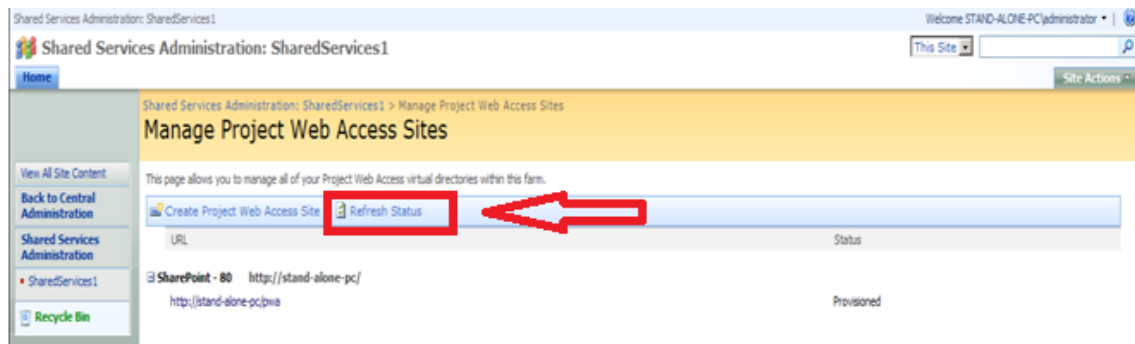 Shared Services Administration: SharedServices1
Welcome STAND-ALONE-PC\administrator
Shared Services Administration: SharedServices1
This Site
Home
Site Actions
Shared Services Administration: SharedServices1 > Manage Project Web Access Sites
Manage Project Web Access Sites
View All Site Content
This page allows you to manage all of your Project Web Access virtual directories within this farm.
Back to Central
Administration
Create Project Web Access Site
Refresh Status
Shared Services
Administration
URL
Status
SharedServices1
SharePoint - 80 http://stand-alone-pc/
http://stand-alone-pc/pwa
Provisioned
Recycle Bin